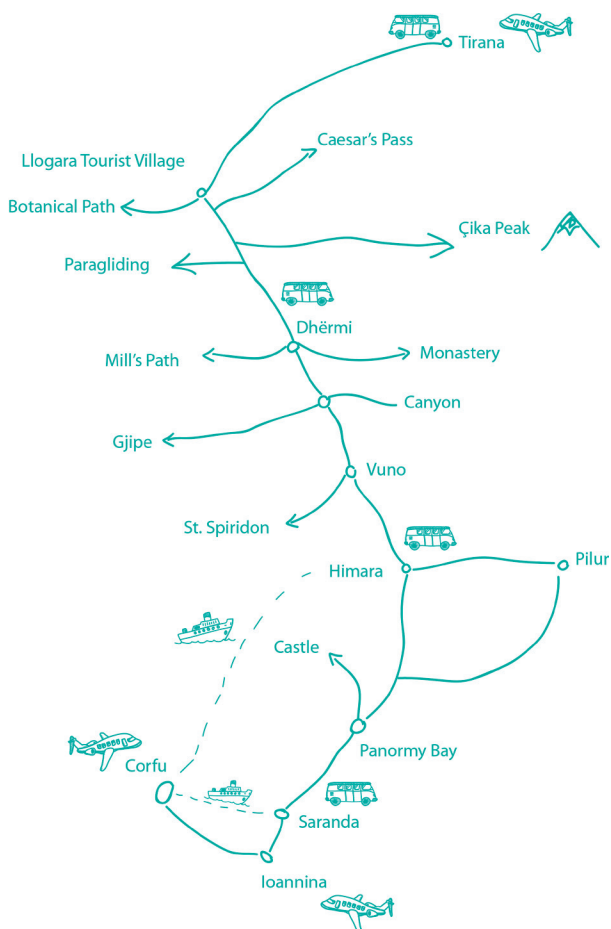 Tirana
Caesar's Pass
Llogara Tourist Village
Botanical Path
Çika Peak
Paragliding
Dhërmi
Mill's Path
Monastery
Canyon
Gjipe
Vuno
St. Spiridon
Himara
Pilur
Castle
Panormy Bay
Corfu
Saranda
Ioannina